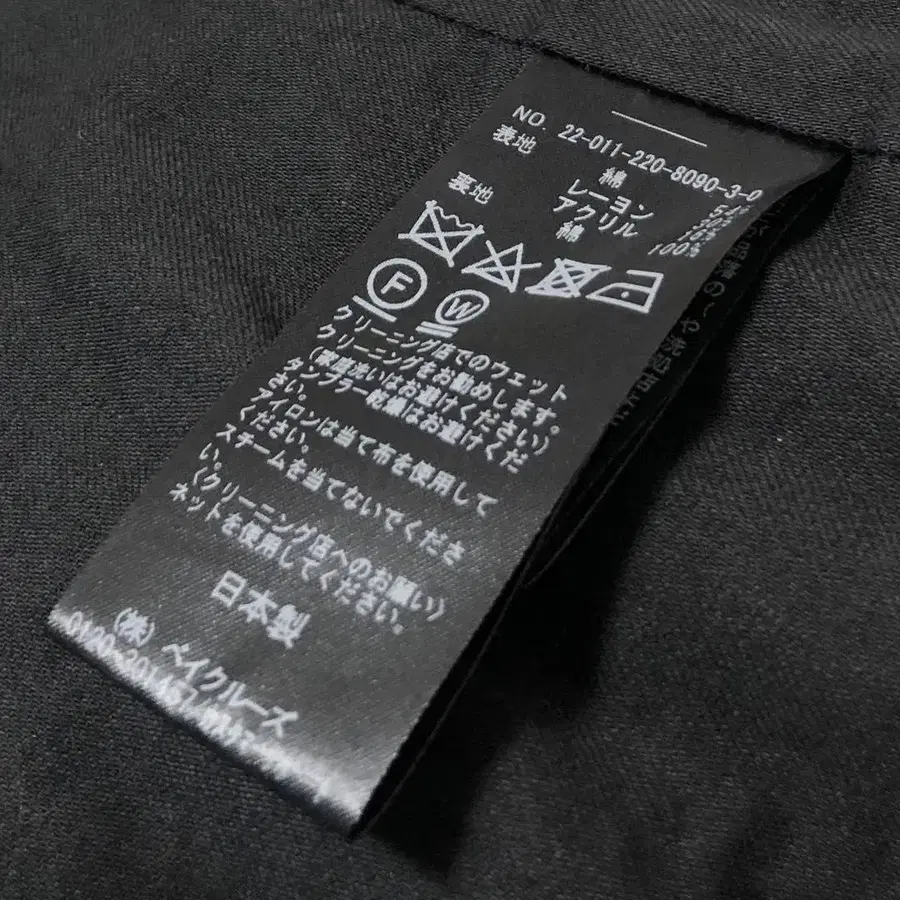 NO. 22-011-220-8090-3-0
表地 綿 54%
レーヨン 30%
アクリル 16%
裏地 綿 100%
F
W
クリーニング店でのウェット
クリーニングをお勧めします。
(家庭洗いはお避けください)
タンブラー乾燥はお避けくだ
さい。
アイロンは当て布を使用して
ください。
スチームを当てないでくださ
い。
(クリーニング店へのお願い)
ネットを使用してください。
日本製
(株) ベイクルーズ